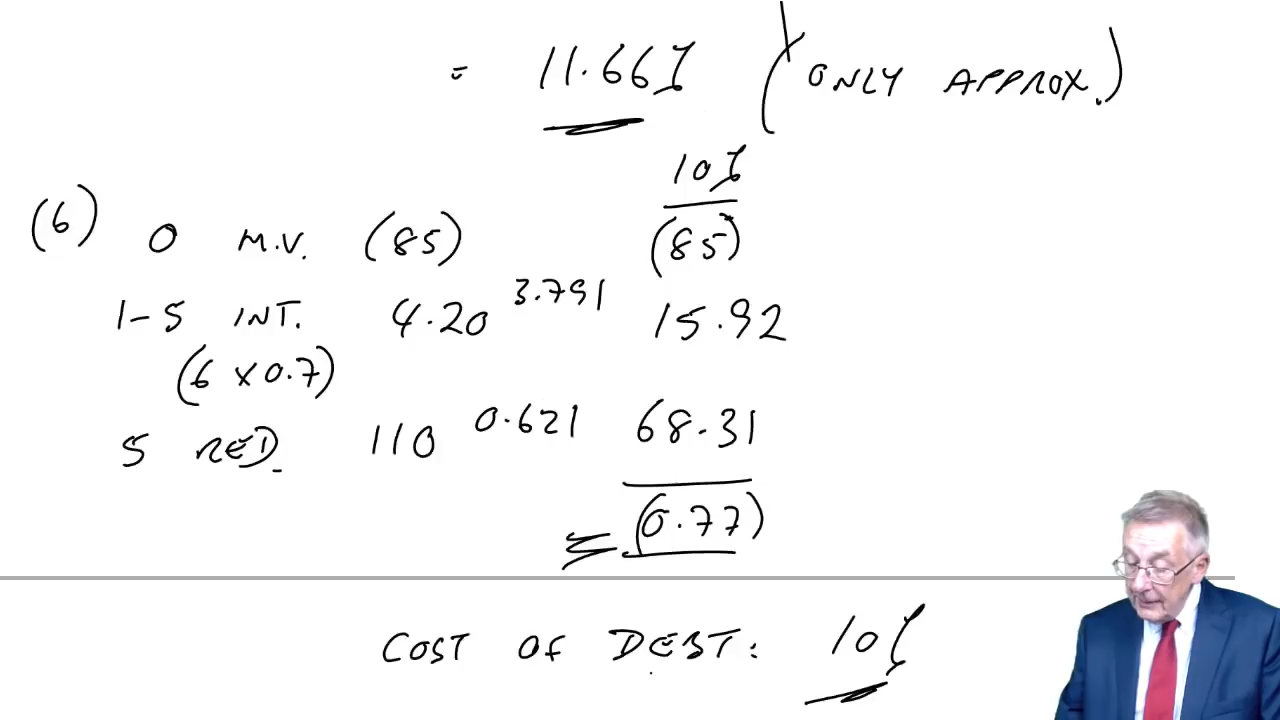 = 11.66% (ONLY APPROX.)
10%
(6) 0 M.V. (85) (85)
1-5 INT. 4.20 3.791 15.92
(6 x 0.7)
5 RED. 110 0.621 68.31
(0.77)
COST OF DEBT: 10%